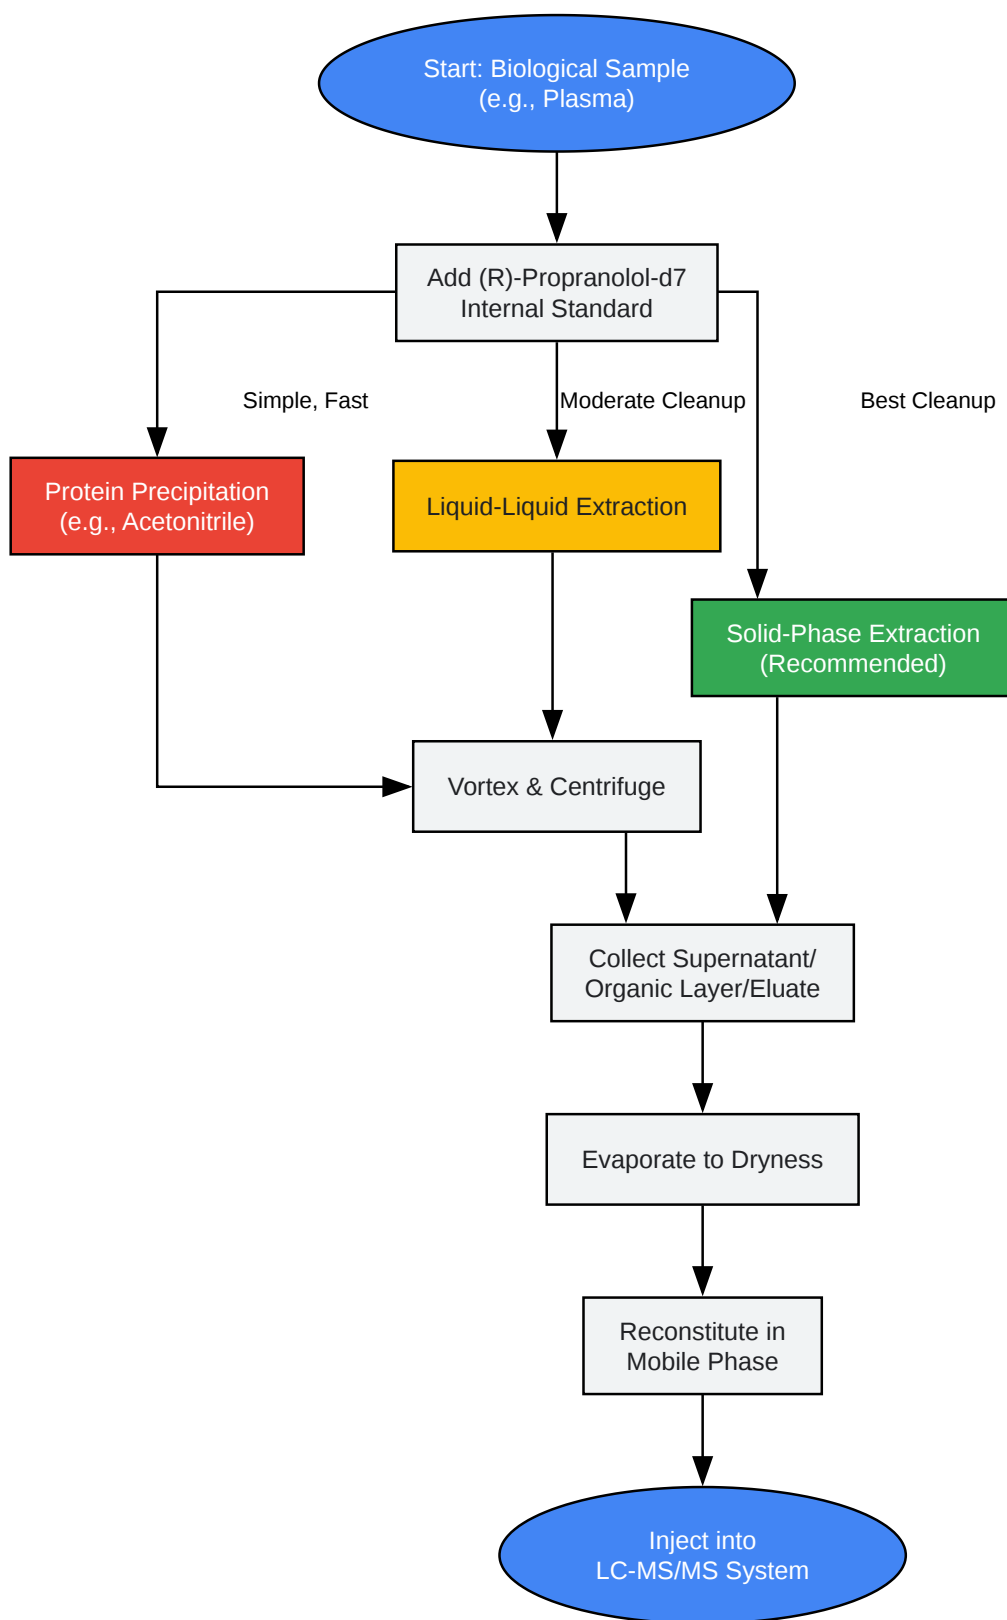 Start: Biological Sample
(e.g., Plasma)
Add (R)-Propranolol-d7
Internal Standard
Simple, Fast
Moderate Cleanup
Best Cleanup
Protein Precipitation
(e.g., Acetonitrile)
Liquid-Liquid Extraction
Solid-Phase Extraction
(Recommended)
Vortex & Centrifuge
Collect Supernatant/
Organic Layer/Eluate
Evaporate to Dryness
Reconstitute in
Mobile Phase
Inject into
LC-MS/MS System